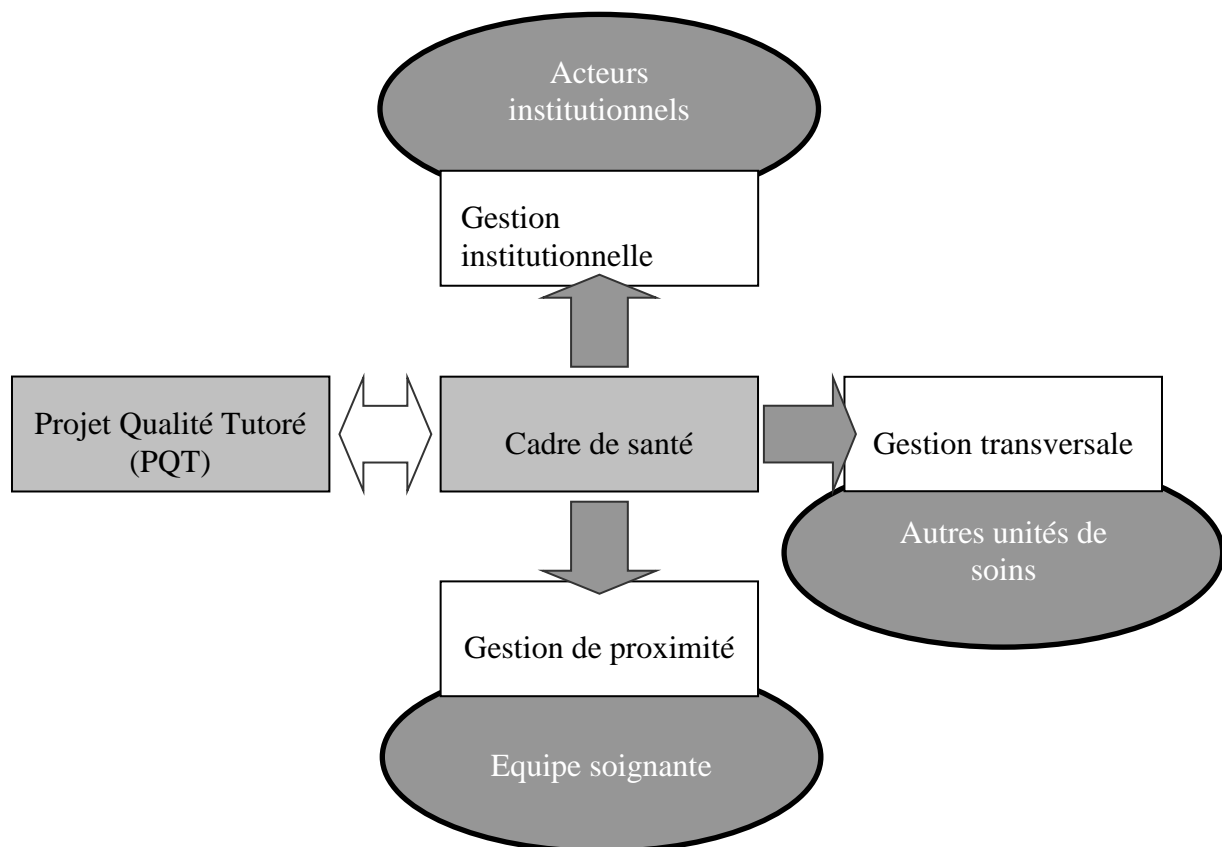 Acteurs
institutionnels
Gestion
institutionnelle
Projet Qualité Tutoré
(PQT)
Cadre de santé
Gestion transversale
Autres unités de
soins
Gestion de proximité
Equipe soignante